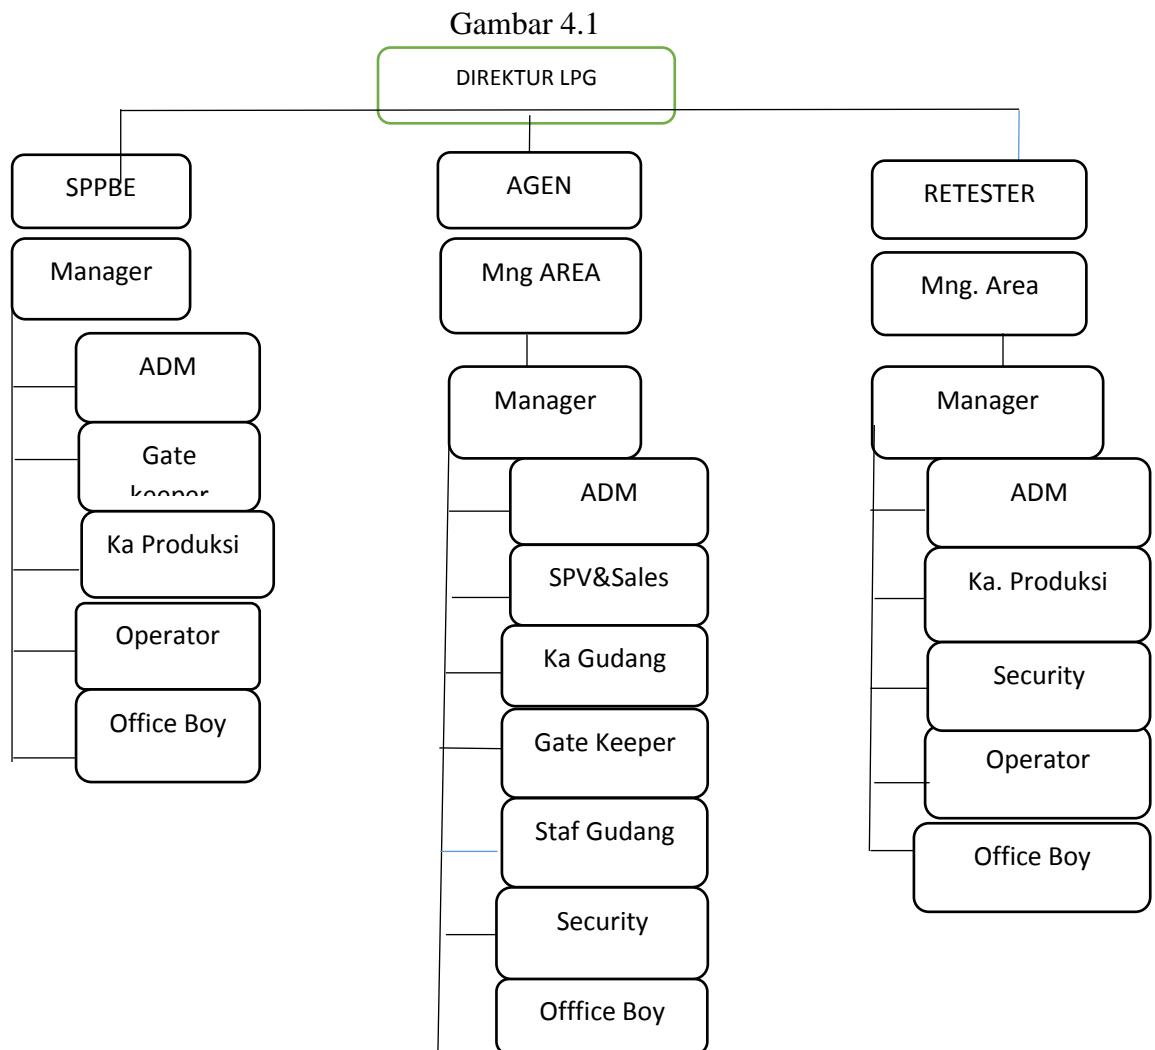 Gambar 4.1
DIREKTUR LPG
SPPBE
Manager
ADM
Gate
keeper
Ka Produksi
Operator
Office Boy
AGEN
Mng AREA
Manager
ADM
SPV&Sales
Ka Gudang
Gate Keeper
Staf Gudang
Security
Offfice Boy
RETESTER
Mng. Area
Manager
ADM
Ka. Produksi
Security
Operator
Office Boy